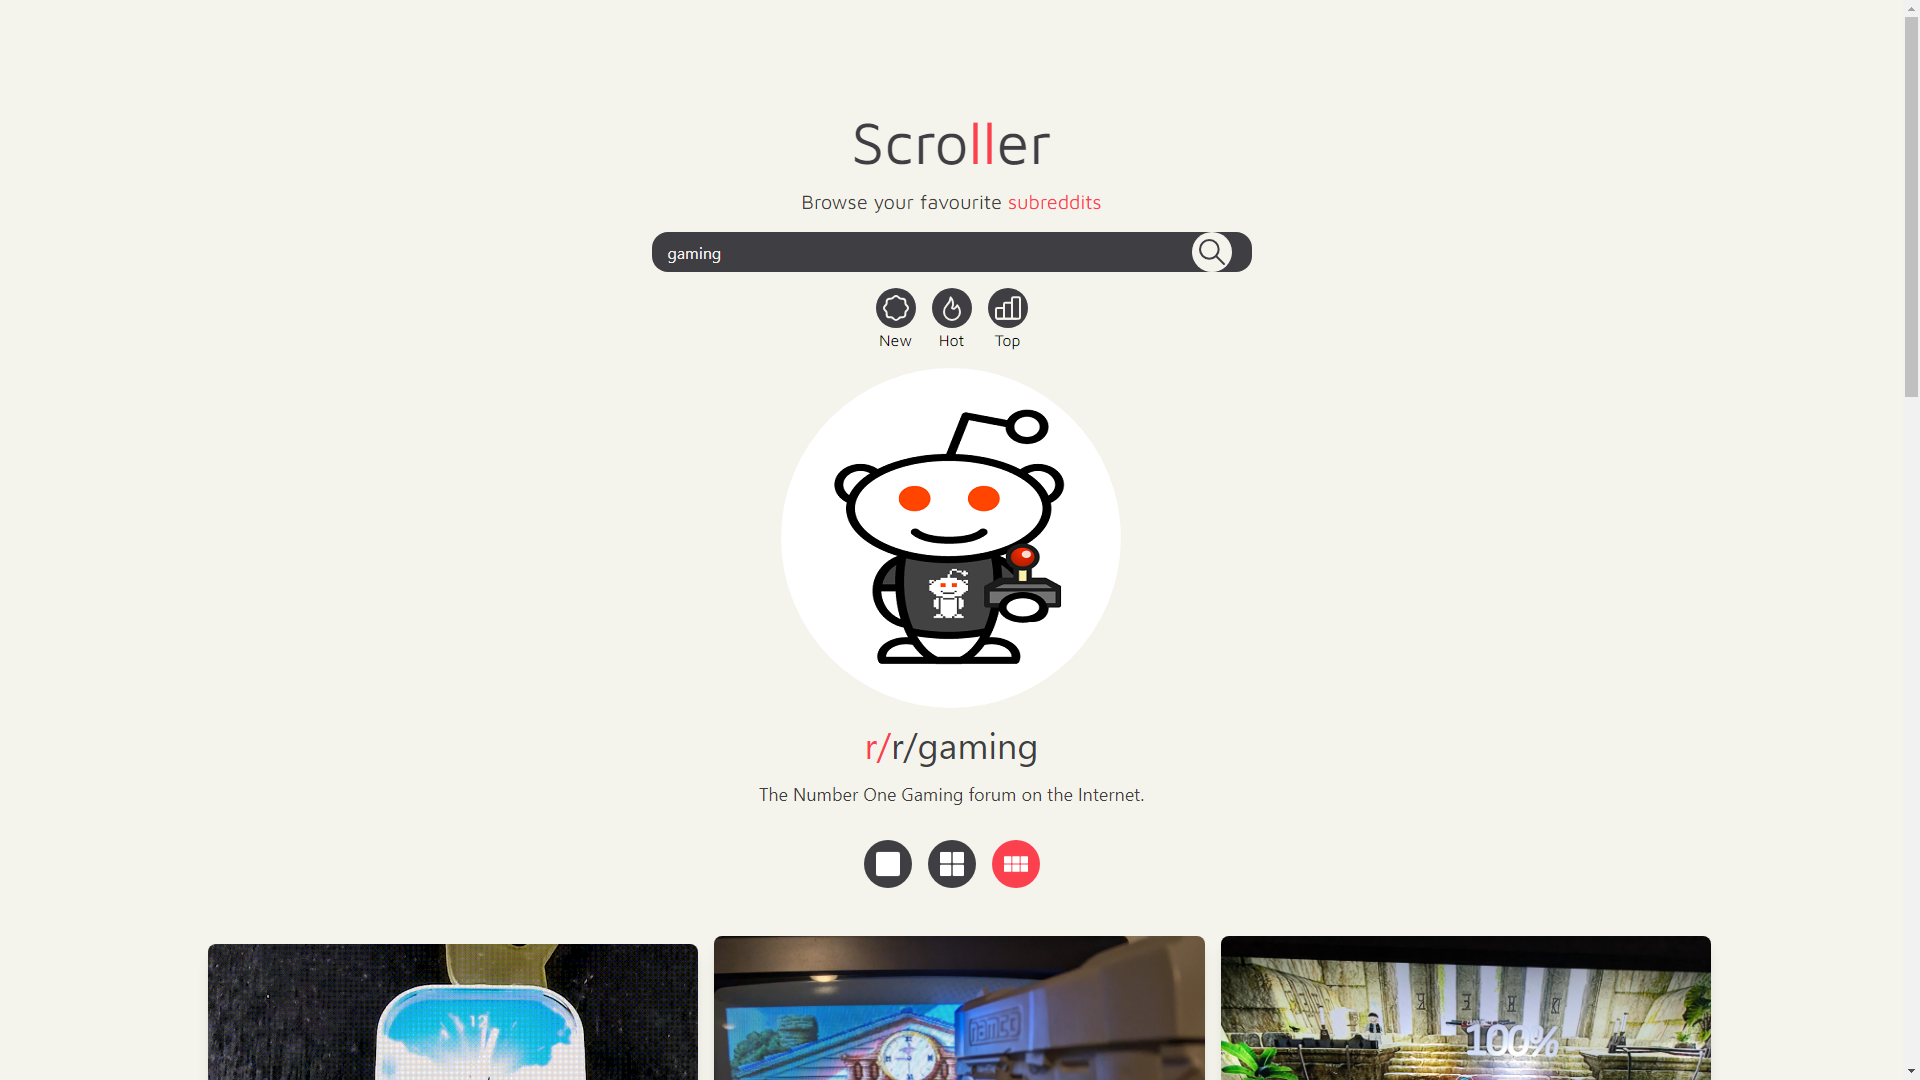 Scroller
Browse your favourite subreddits
gaming
New Hot Top
r/r/gaming
The Number One Gaming forum on the Internet.
12
namco
100%